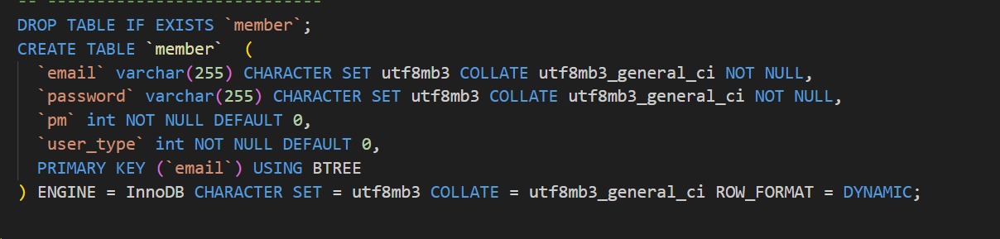 -- ----------------------------
DROP TABLE IF EXISTS `member`;
CREATE TABLE `member`  (
  `email` varchar(255) CHARACTER SET utf8mb3 COLLATE utf8mb3_general_ci NOT NULL,
  `password` varchar(255) CHARACTER SET utf8mb3 COLLATE utf8mb3_general_ci NOT NULL,
  `pm` int NOT NULL DEFAULT 0,
  `user_type` int NOT NULL DEFAULT 0,
  PRIMARY KEY (`email`) USING BTREE
) ENGINE = InnoDB CHARACTER SET = utf8mb3 COLLATE = utf8mb3_general_ci ROW_FORMAT = DYNAMIC;